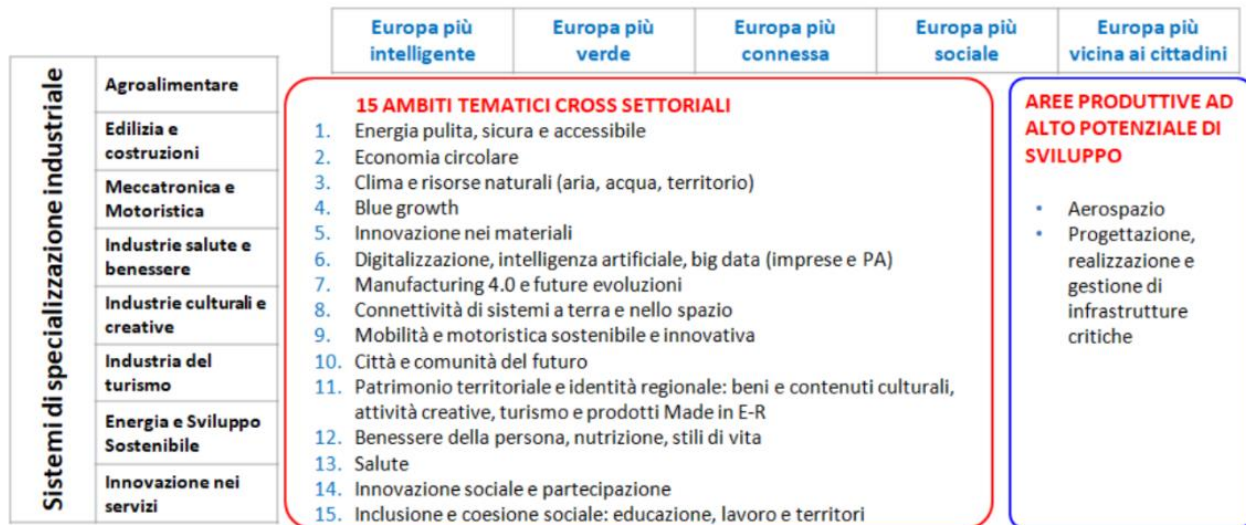 Europa più intelligente
Europa più verde
Europa più connessa
Europa più sociale
Europa più vicina ai cittadini
Sistemi di specializzazione industriale
Agroalimentare
Edilizia e
costruzioni
Meccatronica e
Motoristica
Industrie salute e
benessere
Industrie culturali e
creative
Industria del
turismo
Energia e Sviluppo
Sostenibile
Innovazione nei
servizi
15 AMBITI TEMATICI CROSS SETTORIALI
1. Energia pulita, sicura e accessibile
2. Economia circolare
3. Clima e risorse naturali (aria, acqua, territorio)
4. Blue growth
5. Innovazione nei materiali
6. Digitalizzazione, intelligenza artificiale, big data (imprese e PA)
7. Manufacturing 4.0 e future evoluzioni
8. Connettività di sistemi a terra e nello spazio
9. Mobilità e motoristica sostenibile e innovativa
10. Città e comunità del futuro
11. Patrimonio territoriale e identità regionale: beni e contenuti culturali,
attività creative, turismo e prodotti Made in E-R
12. Benessere della persona, nutrizione, stili di vita
13. Salute
14. Innovazione sociale e partecipazione
15. Inclusione e coesione sociale: educazione, lavoro e territori
AREE PRODUTTIVE AD
ALTO POTENZIALE DI
SVILUPPO
• Aerospazio
• Progettazione,
realizzazione e
gestione di
infrastrutture
critiche